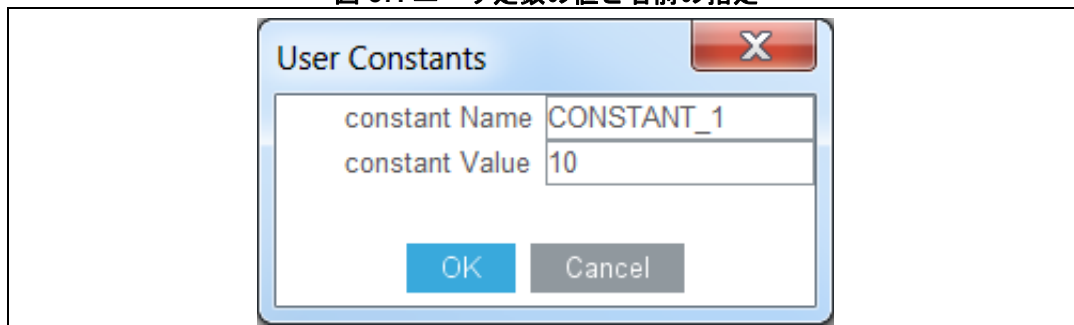 User Constants
constant Name CONSTANT_1
constant Value 10
OK Cancel